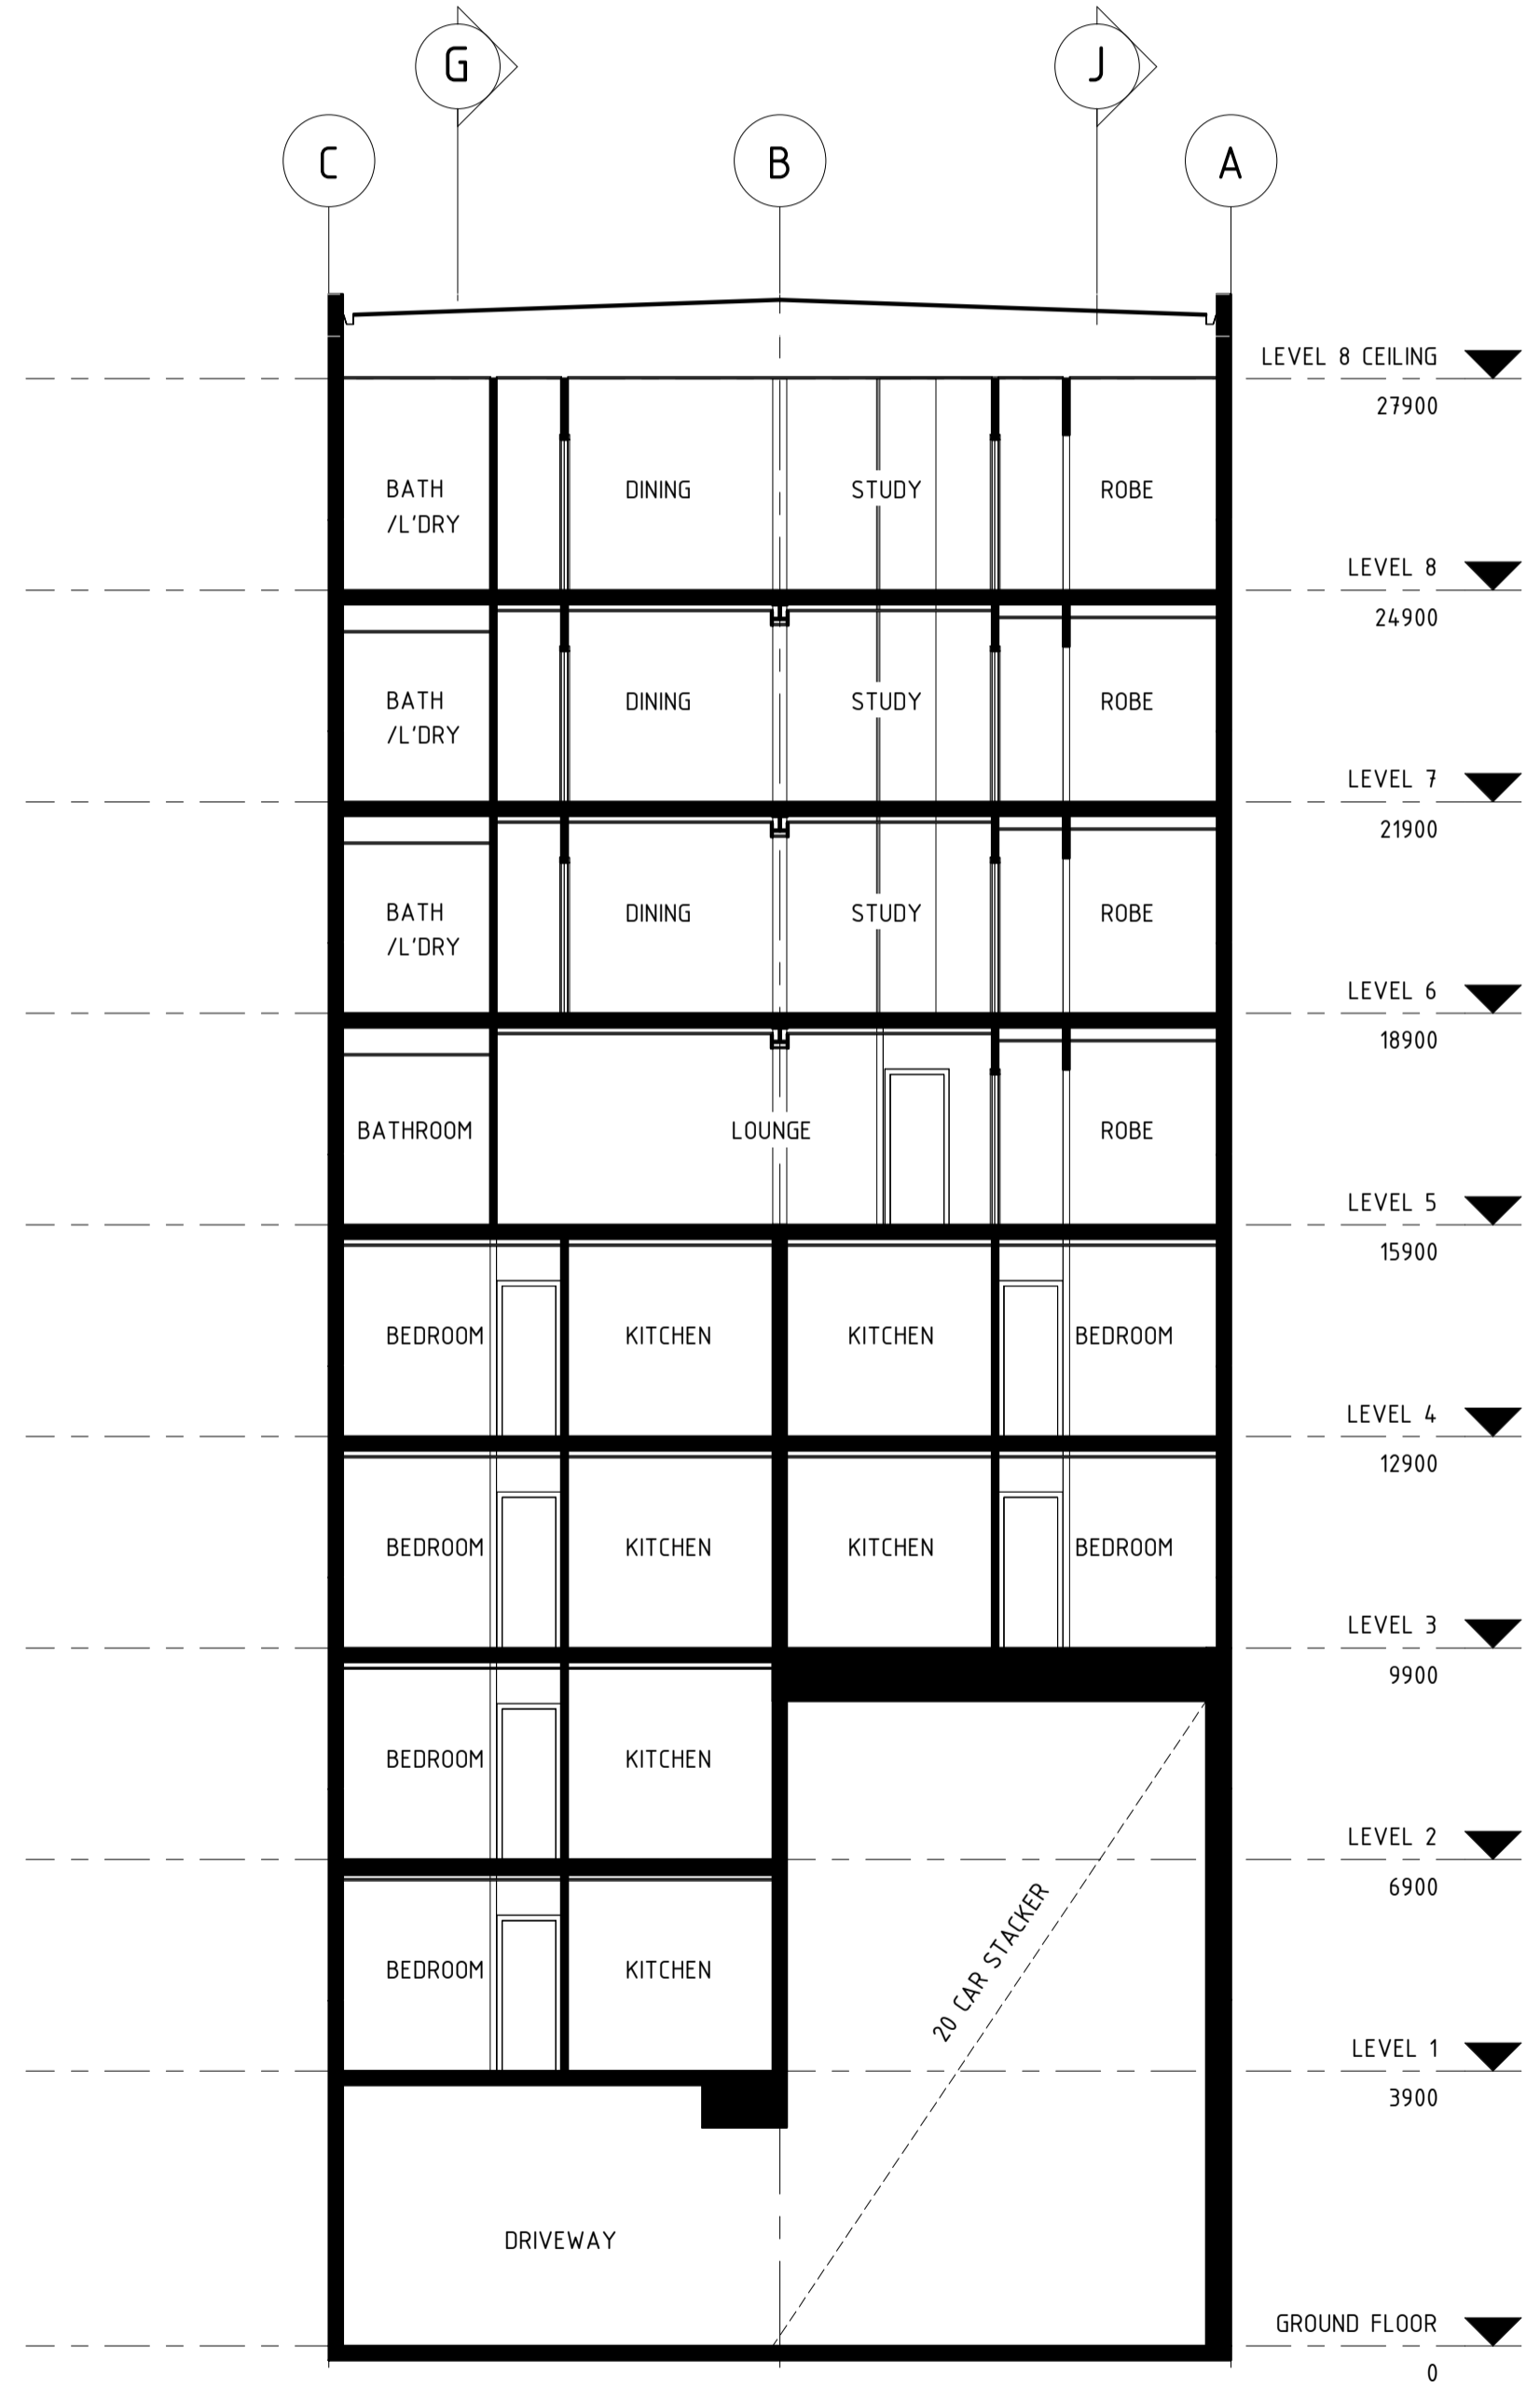 G
J
C
B
A
LEVEL 8 CEILING
27900
BATH
/L'DRY
DINING
STUDY
ROBE
LEVEL 8
24900
BATH
/L'DRY
DINING
STUDY
ROBE
LEVEL 7
21900
BATH
/L'DRY
DINING
STUDY
ROBE
LEVEL 6
18900
BATHROOM
LOUNGE
ROBE
LEVEL 5
15900
BEDROOM
KITCHEN
KITCHEN
BEDROOM
LEVEL 4
12900
BEDROOM
KITCHEN
KITCHEN
BEDROOM
LEVEL 3
9900
BEDROOM
KITCHEN
LEVEL 2
6900
20 CAR STACKER
BEDROOM
KITCHEN
LEVEL 1
3900
DRIVEWAY
GROUND FLOOR
0